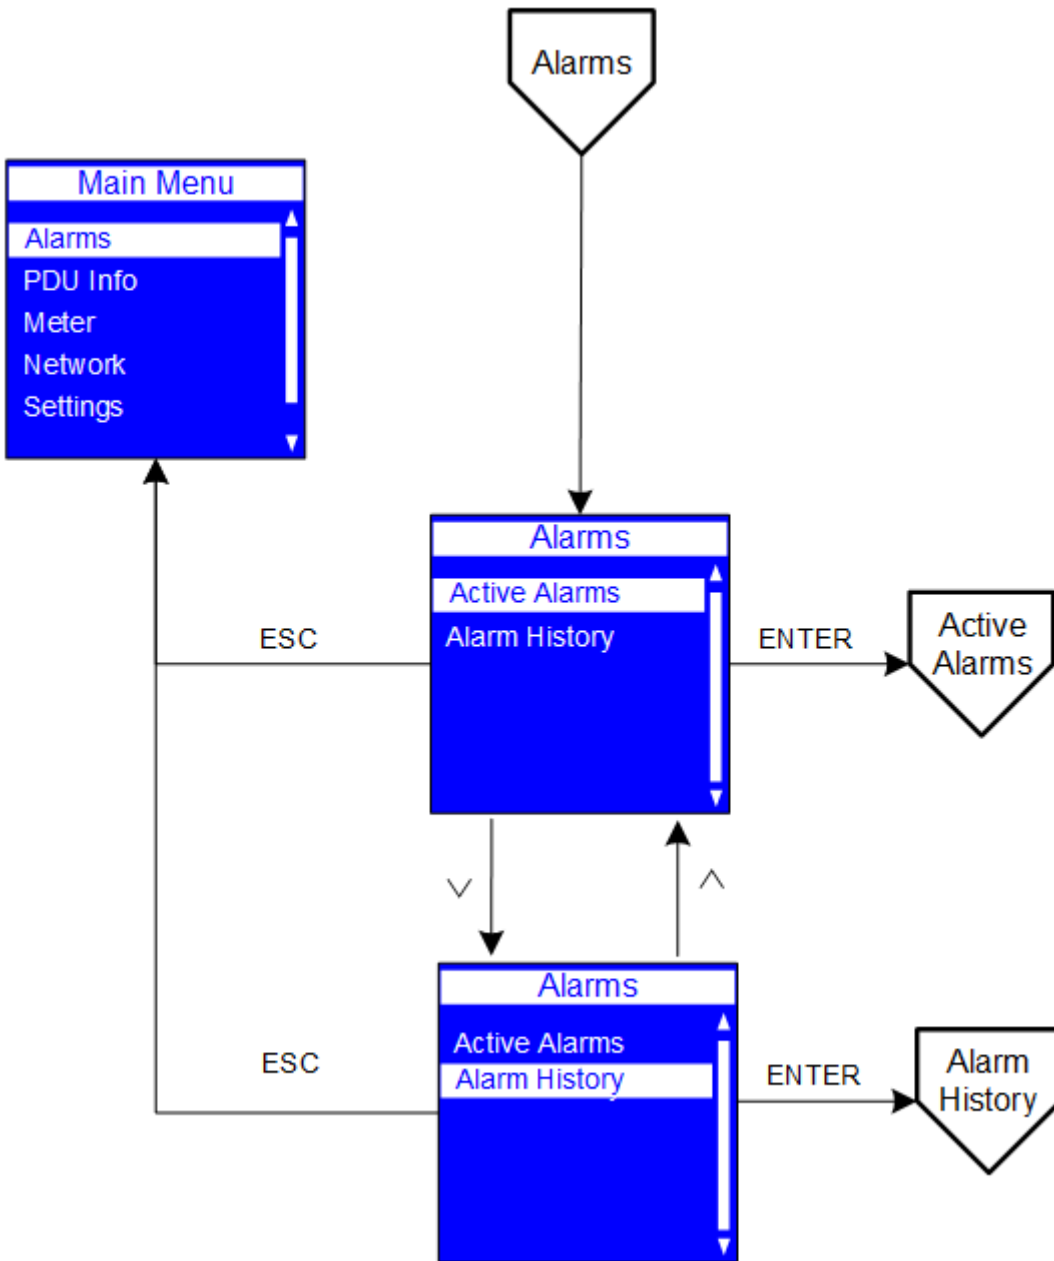 Alarms
Main Menu
Alarms
PDU Info
Meter
Network
Settings
Alarms
Active Alarms
Alarm History
ESC
ENTER
Active
Alarms
Alarms
Active Alarms
Alarm History
ESC
ENTER
Alarm
History